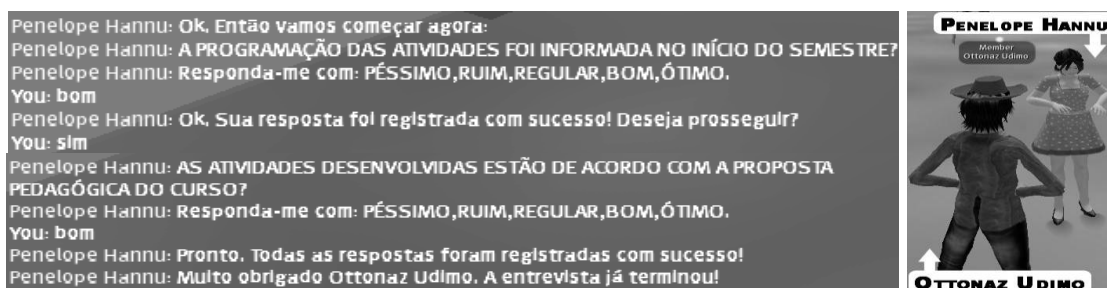 Penelope Hannu: Ok. Então vamos começar agora:
Penelope Hannu: A PROGRAMAÇÃO DAS ATIVIDADES FOI INFORMADA NO INÍCIO DO SEMESTRE?
Penelope Hannu: Responda-me com: PÉSSIMO,RUIM,REGULAR,BOM,ÓTIMO.
You: bom
Penelope Hannu: Ok. Sua resposta foi registrada com sucesso! Deseja prosseguir?
You: sim
Penelope Hannu: AS ATIVIDADES DESENVOLVIDAS ESTÃO DE ACORDO COM A PROPOSTA
PEDAGÓGICA DO CURSO?
Penelope Hannu: Responda-me com: PÉSSIMO,RUIM,REGULAR,BOM,ÓTIMO.
You: bom
Penelope Hannu: Pronto. Todas as respostas foram registradas com sucesso!
Penelope Hannu: Muito obrigado Ottonaz Udimo. A entrevista já terminou!
PENELOPE HANNU
Member
Ottonaz Udimo
OTTONAZ UDIMO